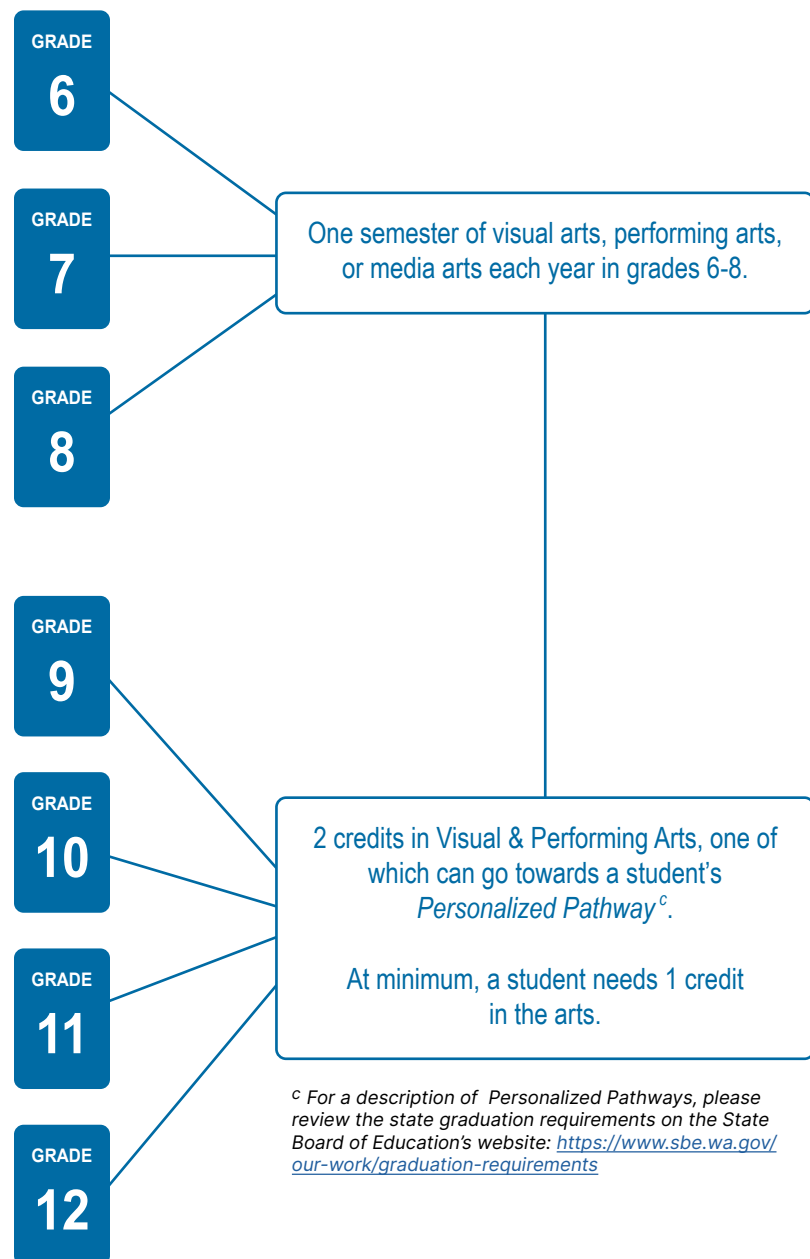 GRADE
6
GRADE
7
One semester of visual arts, performing arts,
or media arts each year in grades 6-8.
GRADE
8
GRADE
9
GRADE
10
2 credits in Visual & Performing Arts, one of
which can go towards a student’s
Personalized Pathway c.
At minimum, a student needs 1 credit
in the arts.
GRADE
11
c For a description of Personalized Pathways, please
review the state graduation requirements on the State
Board of Education’s website: https://www.sbe.wa.gov/
our-work/graduation-requirements
GRADE
12